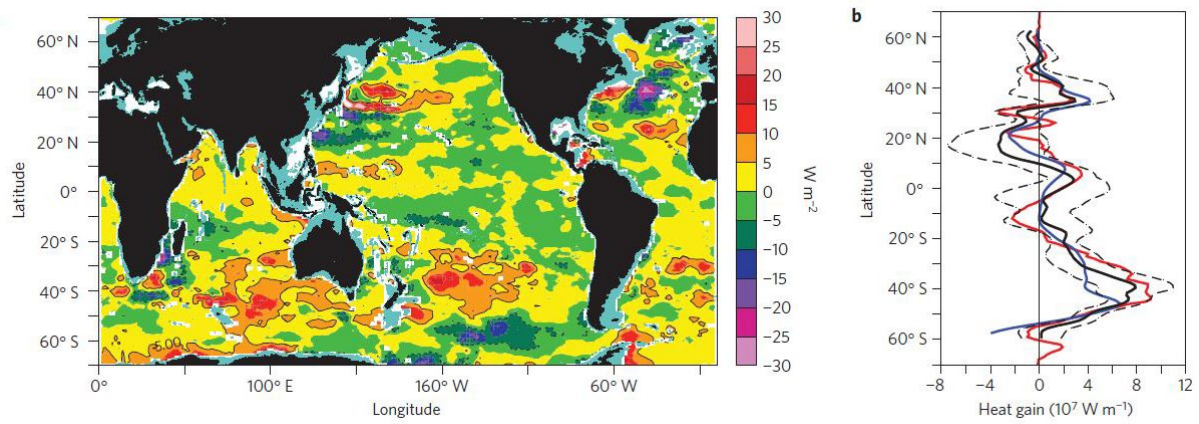 60° N
40° N
20° N
0°
20° S
40° S
60° S
Latitude
5.00
0°
100° E
160° W
60° W
Longitude
30
25
20
15
10
5
0
−5
−10
−15
−20
−25
−30
W m−2
b
60° N
40° N
20° N
0°
20° S
40° S
60° S
Latitude
−8
−4
0
4
8
12
Heat gain (10⁷ W m⁻¹)